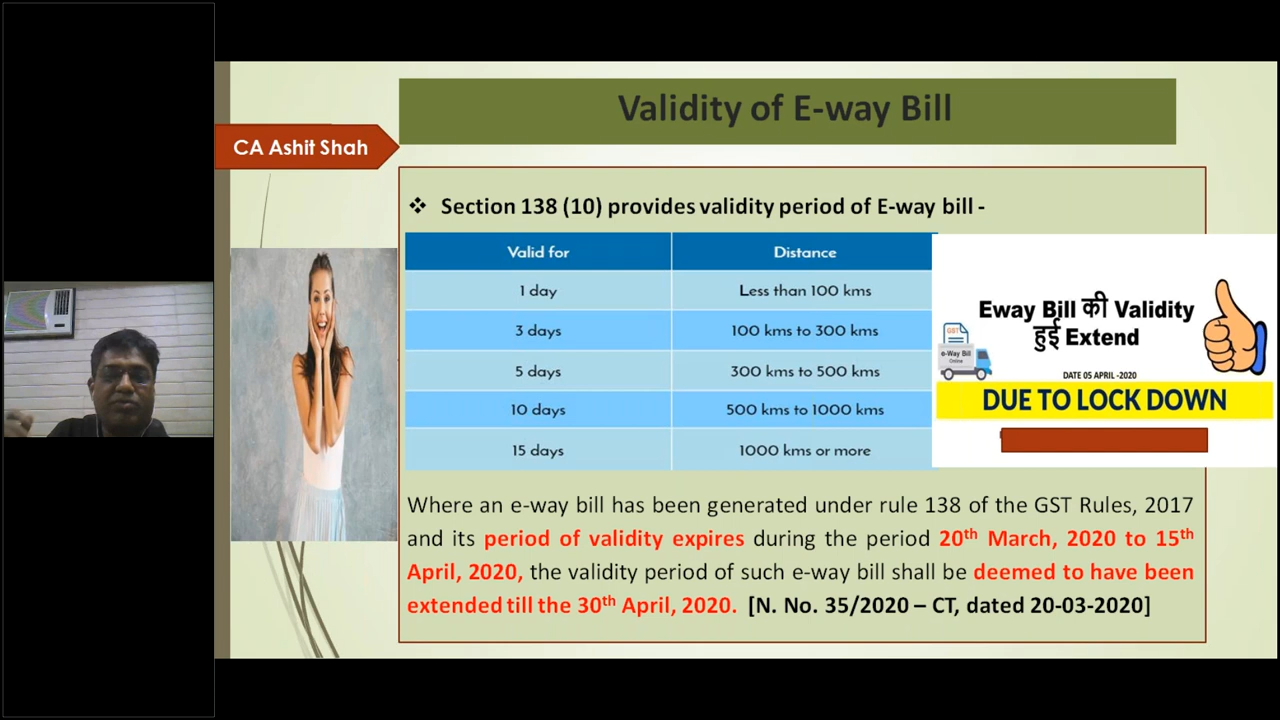 Validity of E-way Bill
CA Ashit Shah
❖ Section 138 (10) provides validity period of E-way bill -
Valid for Distance
1 day Less than 100 kms
3 days 100 kms to 300 kms
5 days 300 kms to 500 kms
10 days 500 kms to 1000 kms
15 days 1000 kms or more
Eway Bill की Validity
हुई Extend
GST
e-Way Bill
Online
DATE 05 APRIL -2020
DUE TO LOCK DOWN
Where an e-way bill has been generated under rule 138 of the GST Rules, 2017
and its period of validity expires during the period 20th March, 2020 to 15th
April, 2020, the validity period of such e-way bill shall be deemed to have been
extended till the 30th April, 2020. [N. No. 35/2020 – CT, dated 20-03-2020]